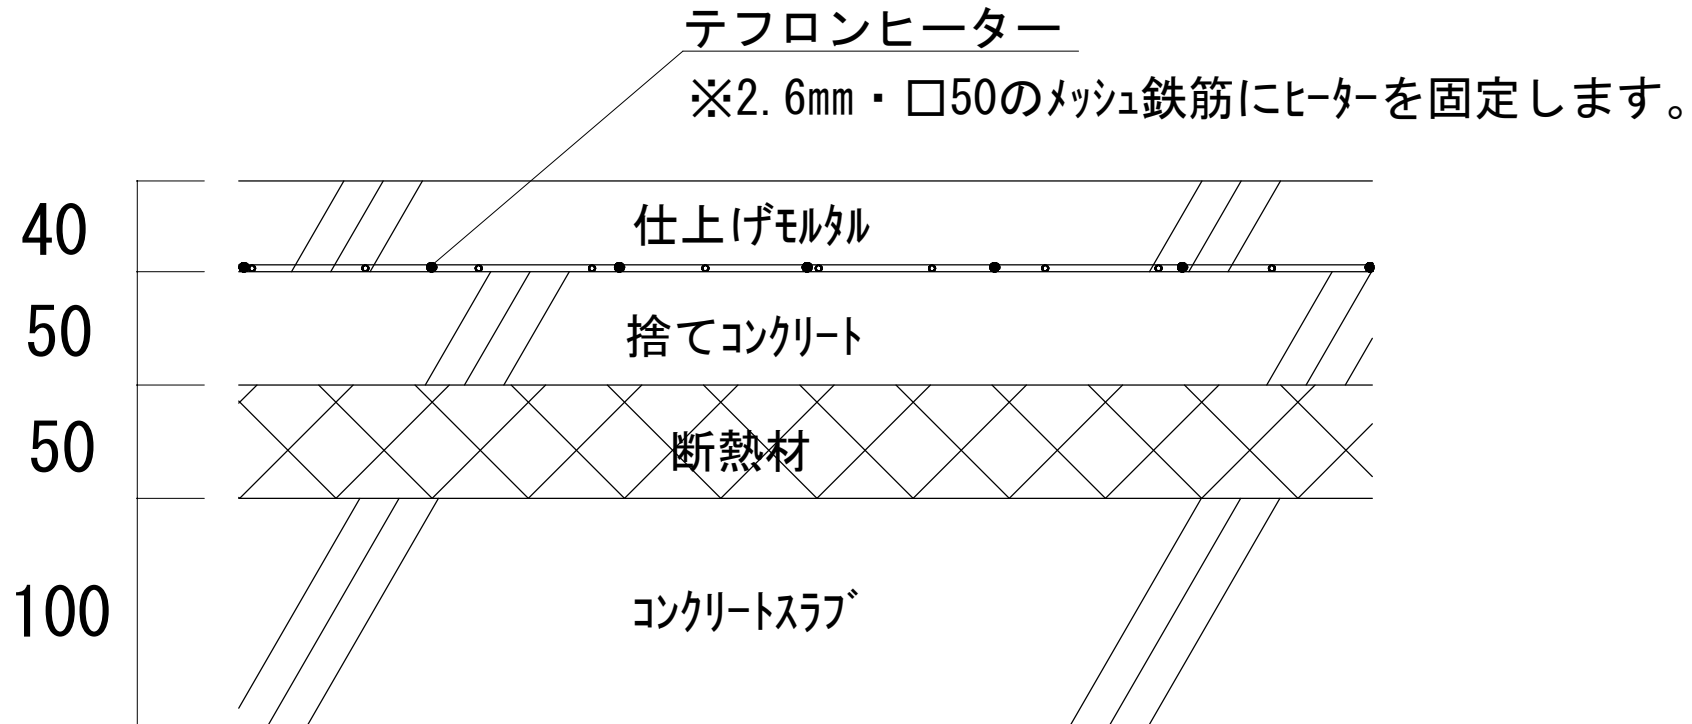 テフロンヒーター
※2.6mm・□50のﾒｯｼｭ鉄筋にﾋｰﾀｰを固定します。
40
仕上げﾓﾙﾀﾙ
50
捨てｺﾝｸﾘｰﾄ
50
断熱材
100
ｺﾝｸﾘｰﾄｽﾗﾌﾞ